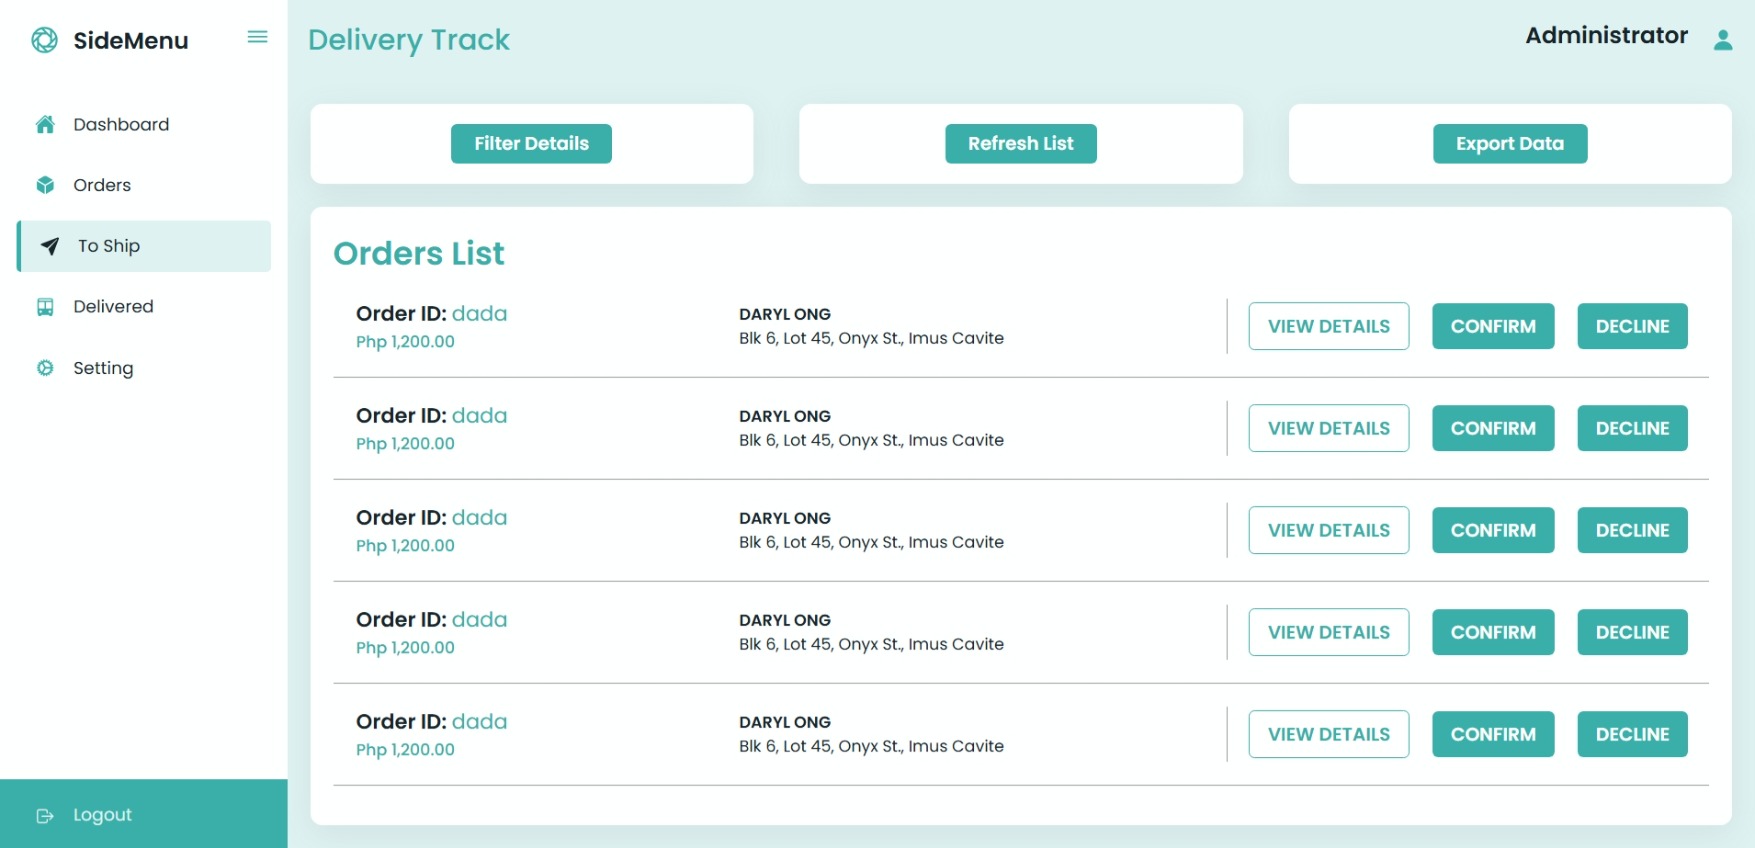 SideMenu
Dashboard
Orders
To Ship
Delivered
Setting
Logout
Delivery Track
Administrator
Filter Details
Refresh List
Export Data
Orders List
Order ID: dada
Php 1,200.00
DARYL ONG
Blk 6, Lot 45, Onyx St., Imus Cavite
VIEW DETAILS
CONFIRM
DECLINE
Order ID: dada
Php 1,200.00
DARYL ONG
Blk 6, Lot 45, Onyx St., Imus Cavite
VIEW DETAILS
CONFIRM
DECLINE
Order ID: dada
Php 1,200.00
DARYL ONG
Blk 6, Lot 45, Onyx St., Imus Cavite
VIEW DETAILS
CONFIRM
DECLINE
Order ID: dada
Php 1,200.00
DARYL ONG
Blk 6, Lot 45, Onyx St., Imus Cavite
VIEW DETAILS
CONFIRM
DECLINE
Order ID: dada
Php 1,200.00
DARYL ONG
Blk 6, Lot 45, Onyx St., Imus Cavite
VIEW DETAILS
CONFIRM
DECLINE